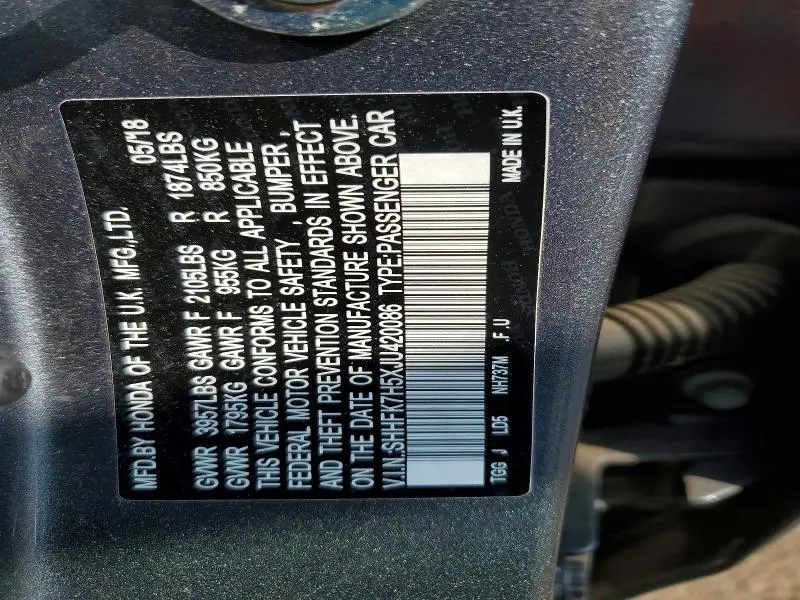 MFD.BY HONDA OF THE U.K. MFG.,LTD. 05/18
GVWR 3957LBS GAWR F 2105LBS R 1874LBS
GVWR 1795KG GAWR F 955KG R 850KG
THIS VEHICLE CONFORMS TO ALL APPLICABLE
FEDERAL MOTOR VEHICLE SAFETY , BUMPER ,
AND THEFT PREVENTION STANDARDS IN EFFECT
ON THE DATE OF MANUFACTURE SHOWN ABOVE.
V.I.N.:SHHFK7H5XJU420086 TYPE:PASSENGER CAR
TGG J LD5 NH737M .F.U MADE IN U.K.